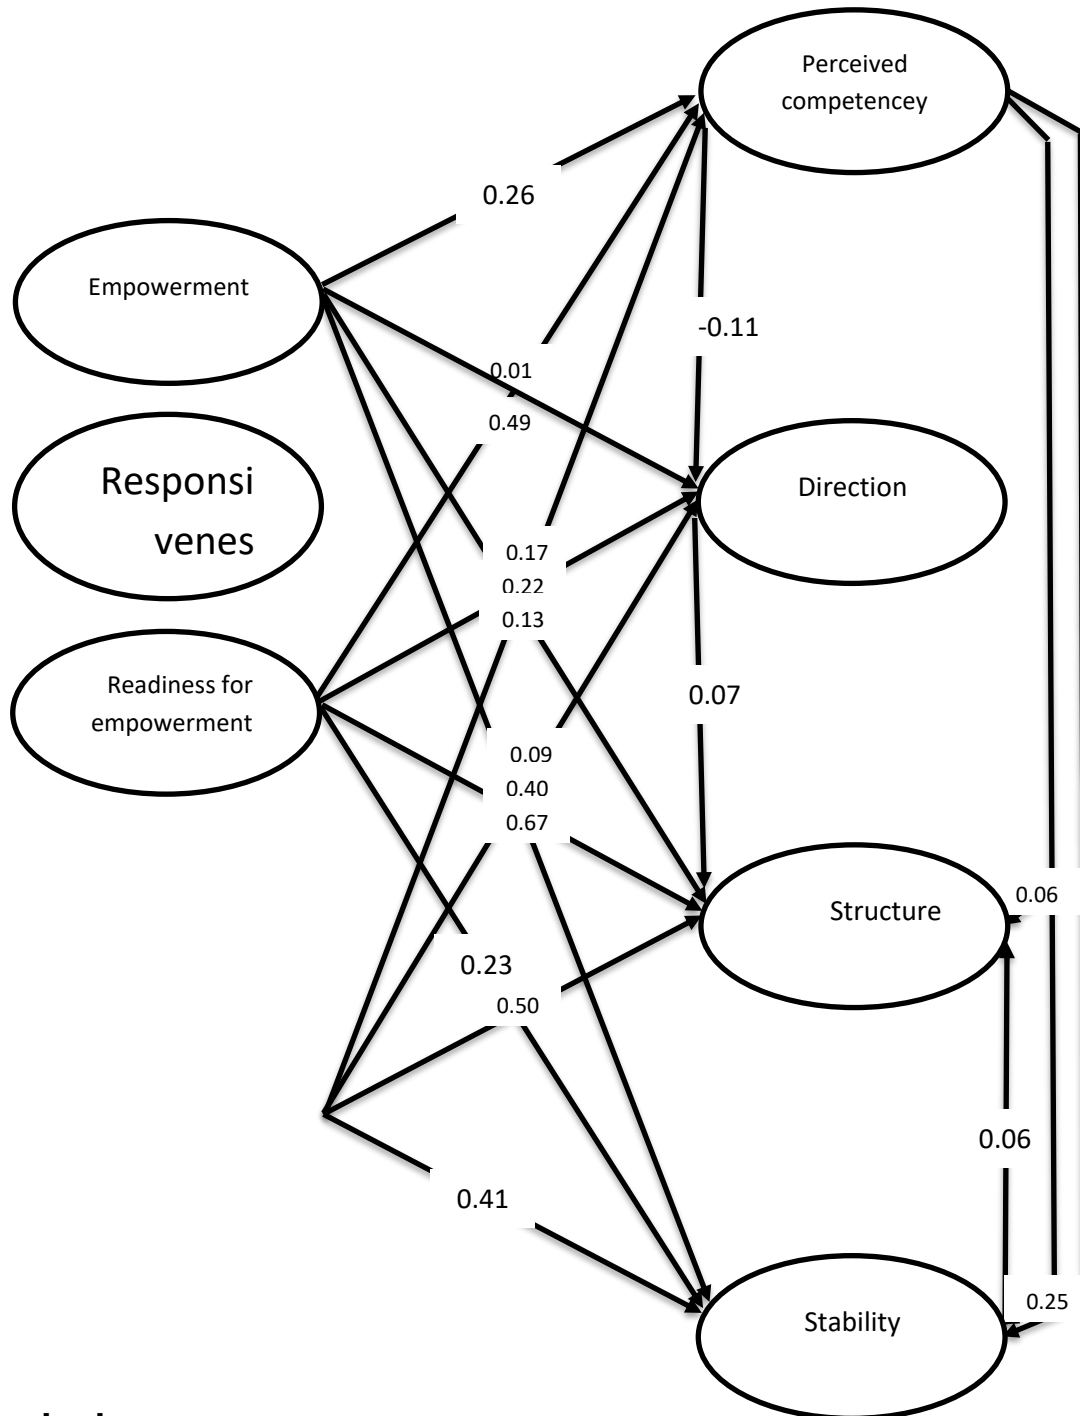 Perceived
competencey
0.26
Empowerment
-0.11
0.01
0.49
Responsi
venes
Direction
0.17
0.22
0.13
Readiness for
empowerment
0.07
0.09
0.40
0.67
Structure
0.06
0.23
0.50
0.06
0.41
Stability
0.25